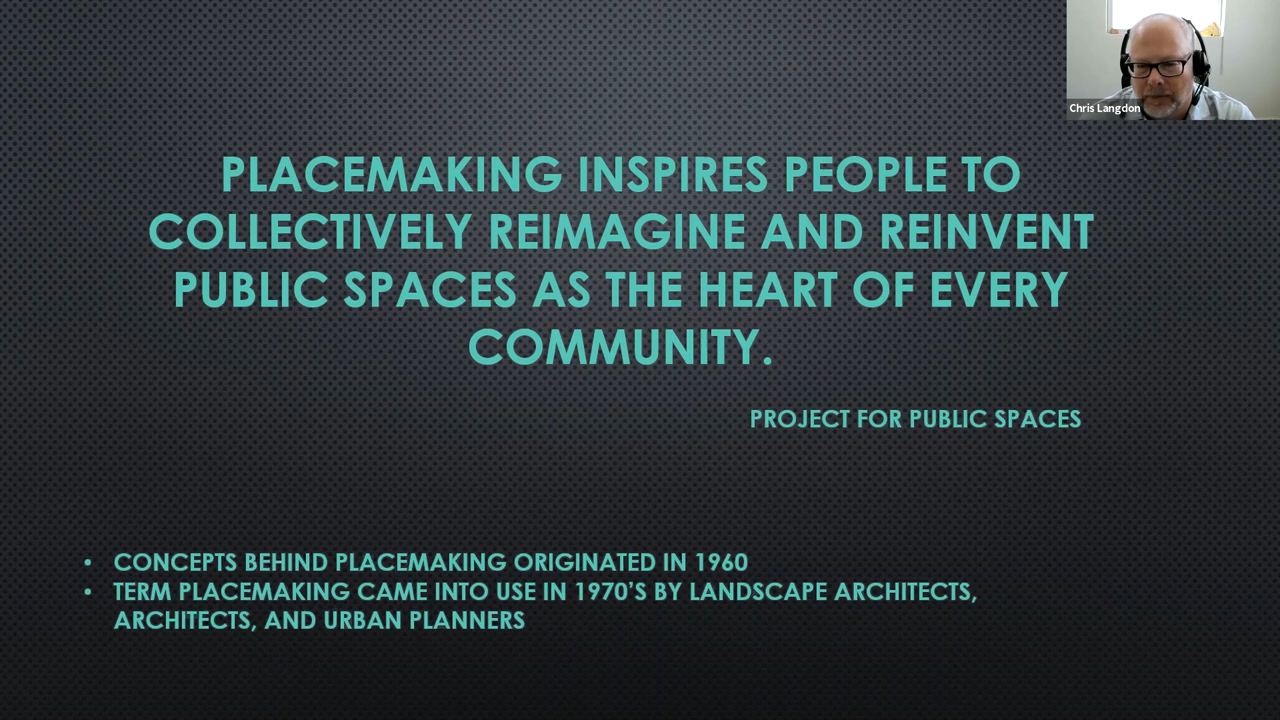 Chris Langdon
PLACEMAKING INSPIRES PEOPLE TO
COLLECTIVELY REIMAGINE AND REINVENT
PUBLIC SPACES AS THE HEART OF EVERY
COMMUNITY.
PROJECT FOR PUBLIC SPACES
• CONCEPTS BEHIND PLACEMAKING ORIGINATED IN 1960
• TERM PLACEMAKING CAME INTO USE IN 1970’S BY LANDSCAPE ARCHITECTS,
ARCHITECTS, AND URBAN PLANNERS